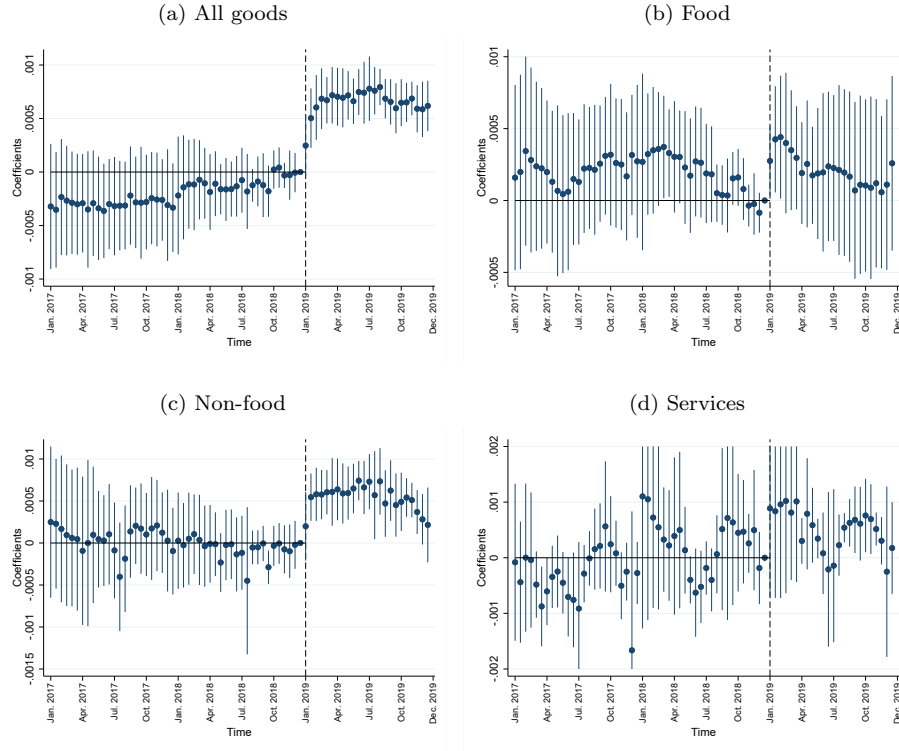 (a) All goods
(b) Food
.001
.0005
0
-.0005
-.001
Coefficients
Jan. 2017
Apr. 2017
Jul. 2017
Oct. 2017
Jan. 2018
Apr. 2018
Jul. 2018
Oct. 2018
Jan. 2019
Apr. 2019
Jul. 2019
Oct. 2019
Dec. 2019
Time
.001
.0005
0
-.0005
Coefficients
Jan. 2017
Apr. 2017
Jul. 2017
Oct. 2017
Jan. 2018
Apr. 2018
Jul. 2018
Oct. 2018
Jan. 2019
Apr. 2019
Jul. 2019
Oct. 2019
Dec. 2019
Time
(c) Non-food
(d) Services
.001
.0005
0
-.0005
-.001
-.0015
Coefficients
Jan. 2017
Apr. 2017
Jul. 2017
Oct. 2017
Jan. 2018
Apr. 2018
Jul. 2018
Oct. 2018
Jan. 2019
Apr. 2019
Jul. 2019
Oct. 2019
Dec. 2019
Time
.002
.001
0
-.001
-.002
Coefficients
Jan. 2017
Apr. 2017
Jul. 2017
Oct. 2017
Jan. 2018
Apr. 2018
Jul. 2018
Oct. 2018
Jan. 2019
Apr. 2019
Jul. 2019
Oct. 2019
Dec. 2019
Time